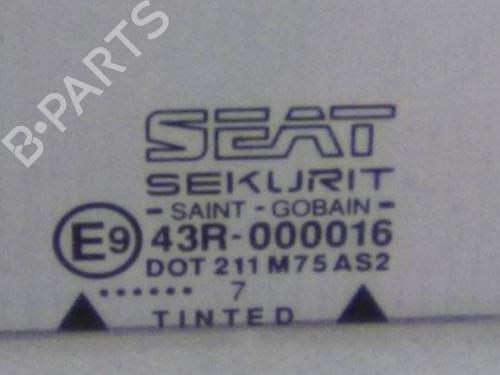 B-PARTS
SEAT
SEKURIT
- SAINT - GOBAIN -
E9 43R-000016
DOT 211 M75 AS2
...... 7
TINTED